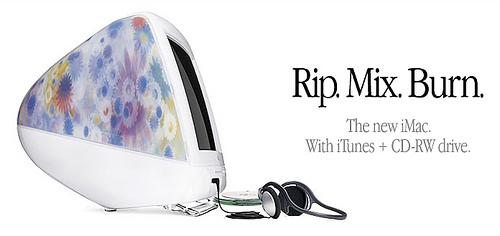 Rip. Mix. Burn.
The new iMac.
With iTunes + CD-RW drive.